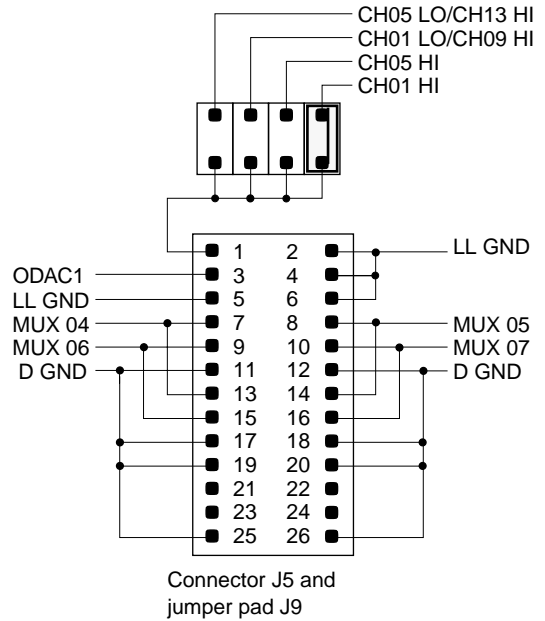 CH05 LO/CH13 HI
CH01 LO/CH09 HI
CH05 HI
CH01 HI
1 2 LL GND
ODAC1 3 4
LL GND 5 6
MUX 04 7 8 MUX 05
MUX 06 9 10 MUX 07
D GND 11 12 D GND
13 14
15 16
17 18
19 20
21 22
23 24
25 26
Connector J5 and
jumper pad J9